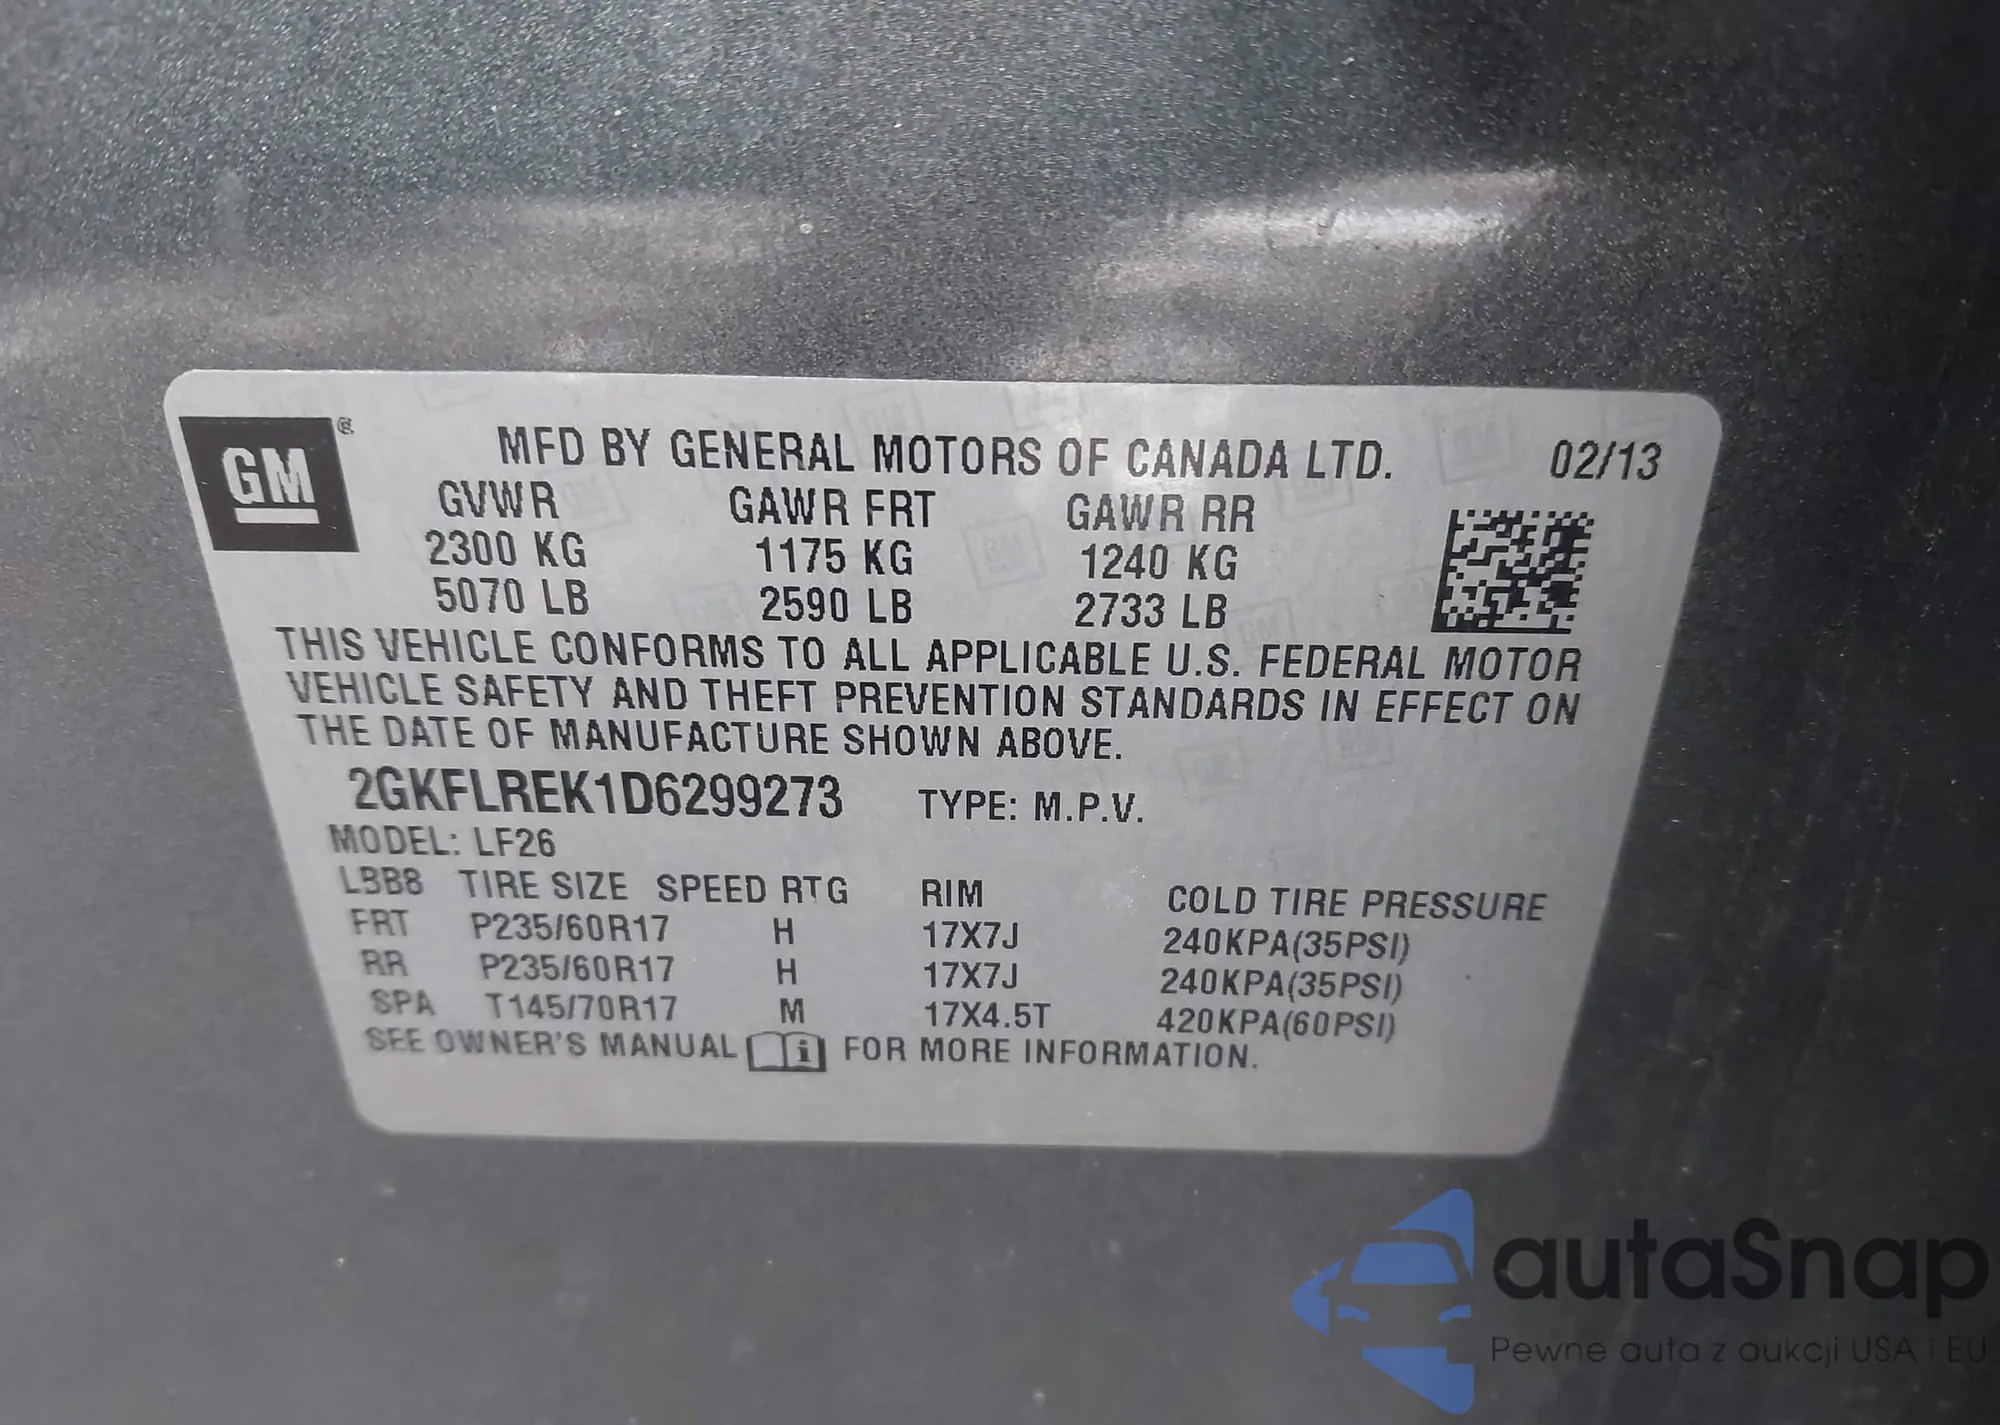 GM®
MFD BY GENERAL MOTORS OF CANADA LTD. 02/13
GVWR GAWR FRT GAWR RR
2300 KG 1175 KG 1240 KG
5070 LB 2590 LB 2733 LB
THIS VEHICLE CONFORMS TO ALL APPLICABLE U.S. FEDERAL MOTOR
VEHICLE SAFETY AND THEFT PREVENTION STANDARDS IN EFFECT ON
THE DATE OF MANUFACTURE SHOWN ABOVE.
2GKFLREK1D6299273 TYPE: M.P.V.
MODEL: LF26
LBB8 TIRE SIZE SPEED RTG RIM COLD TIRE PRESSURE
FRT P235/60R17 H 17X7J 240KPA(35PSI)
RR P235/60R17 H 17X7J 240KPA(35PSI)
SPA T145/70R17 M 17X4.5T 420KPA(60PSI)
SEE OWNER'S MANUAL i FOR MORE INFORMATION.
autaSnap
Pewne auta z aukcji USA i EU